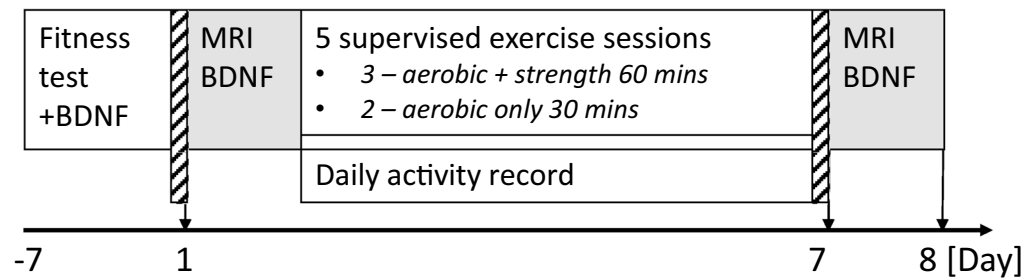 Fitness
test
+BDNF
MRI
BDNF
5 supervised exercise sessions
• 3 – aerobic + strength 60 mins
• 2 – aerobic only 30 mins
MRI
BDNF
Daily activity record
-7 1 7 8 [Day]